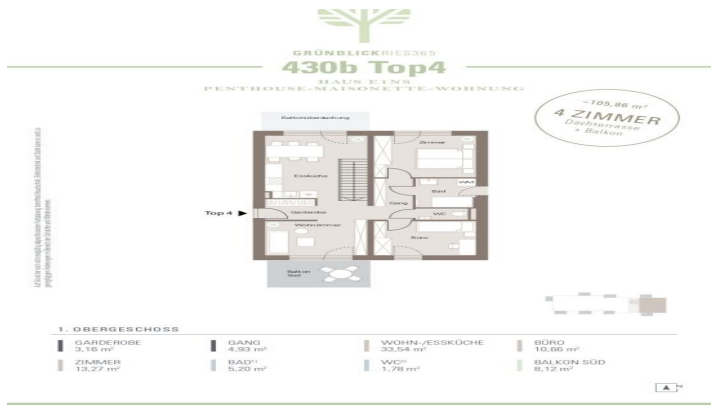 GRÜNBLICKRIES365
430b Top4
HAUS EINS
PENTHOUSE-MAISONETTE-WOHNUNG
~105,86 m²
4 ZIMMER
Dachterrasse
+ Balkon
Balkonüberdachung
Zimmer
Essküche
Bad
WM
Gang
Top 4
Garderobe
WC
Wohnzimmer
Büro
Balkon
Süd
1. OBERGESCHOSS
GARDEROBE
3,16 m²
GANG
4,93 m²
WOHN-/ESSKÜCHE
33,54 m²
BÜRO
10,66 m²
ZIMMER
13,27 m²
BAD
5,20 m²
WC
1,78 m²
BALKON SÜD
8,12 m²